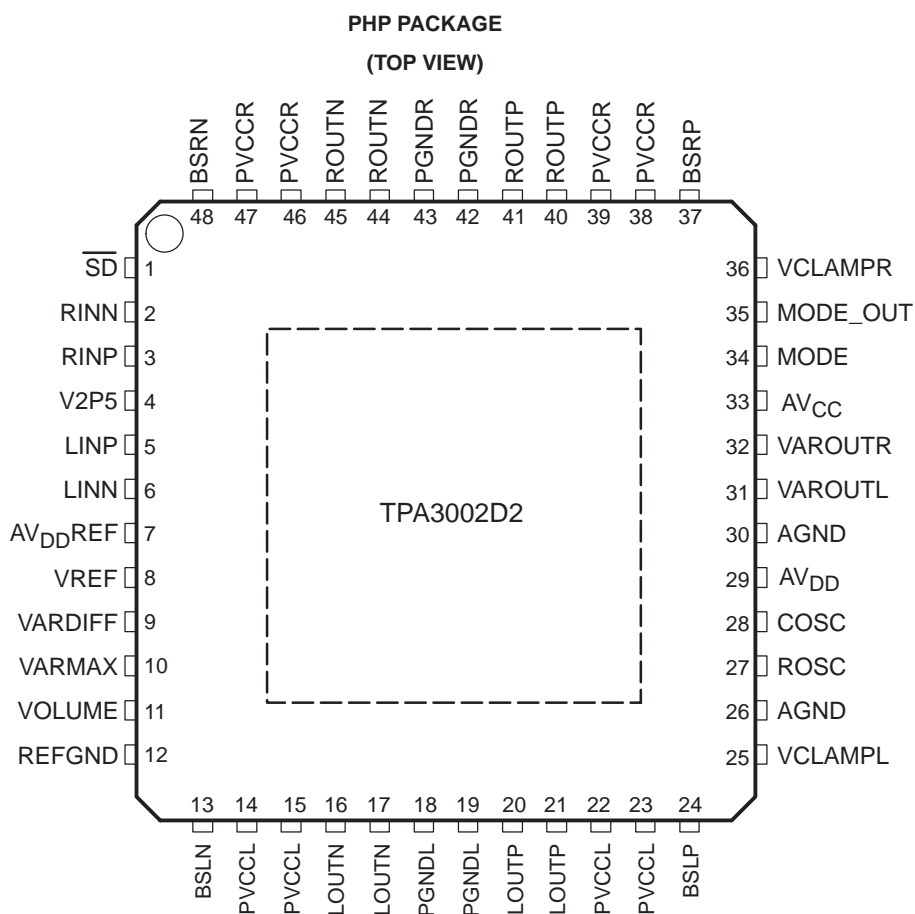 PHP PACKAGE
(TOP VIEW)
BSRN PVCCR PVCCR ROUTN ROUTN PGNDR PGNDR ROUTP ROUTP PVCCR PVCCR BSRP
48 47 46 45 44 43 42 41 40 39 38 37
SD 1 36 VCLAMPR
RINN 2 35 MODE_OUT
RINP 3 34 MODE
V2P5 4 33 AVCC
LINP 5 32 VAROUTR
LINN 6 31 VAROUTL
AVDDREF 7 30 AGND
VREF 8 29 AVDD
VARDIFF 9 28 COSC
VARMAX 10 27 ROSC
VOLUME 11 26 AGND
REFGND 12 25 VCLAMPL
TPA3002D2
13 14 15 16 17 18 19 20 21 22 23 24
BSLN PVCCL PVCCL LOUTN LOUTN PGNDL PGNDL LOUTP LOUTP PVCCL PVCCL BSLP